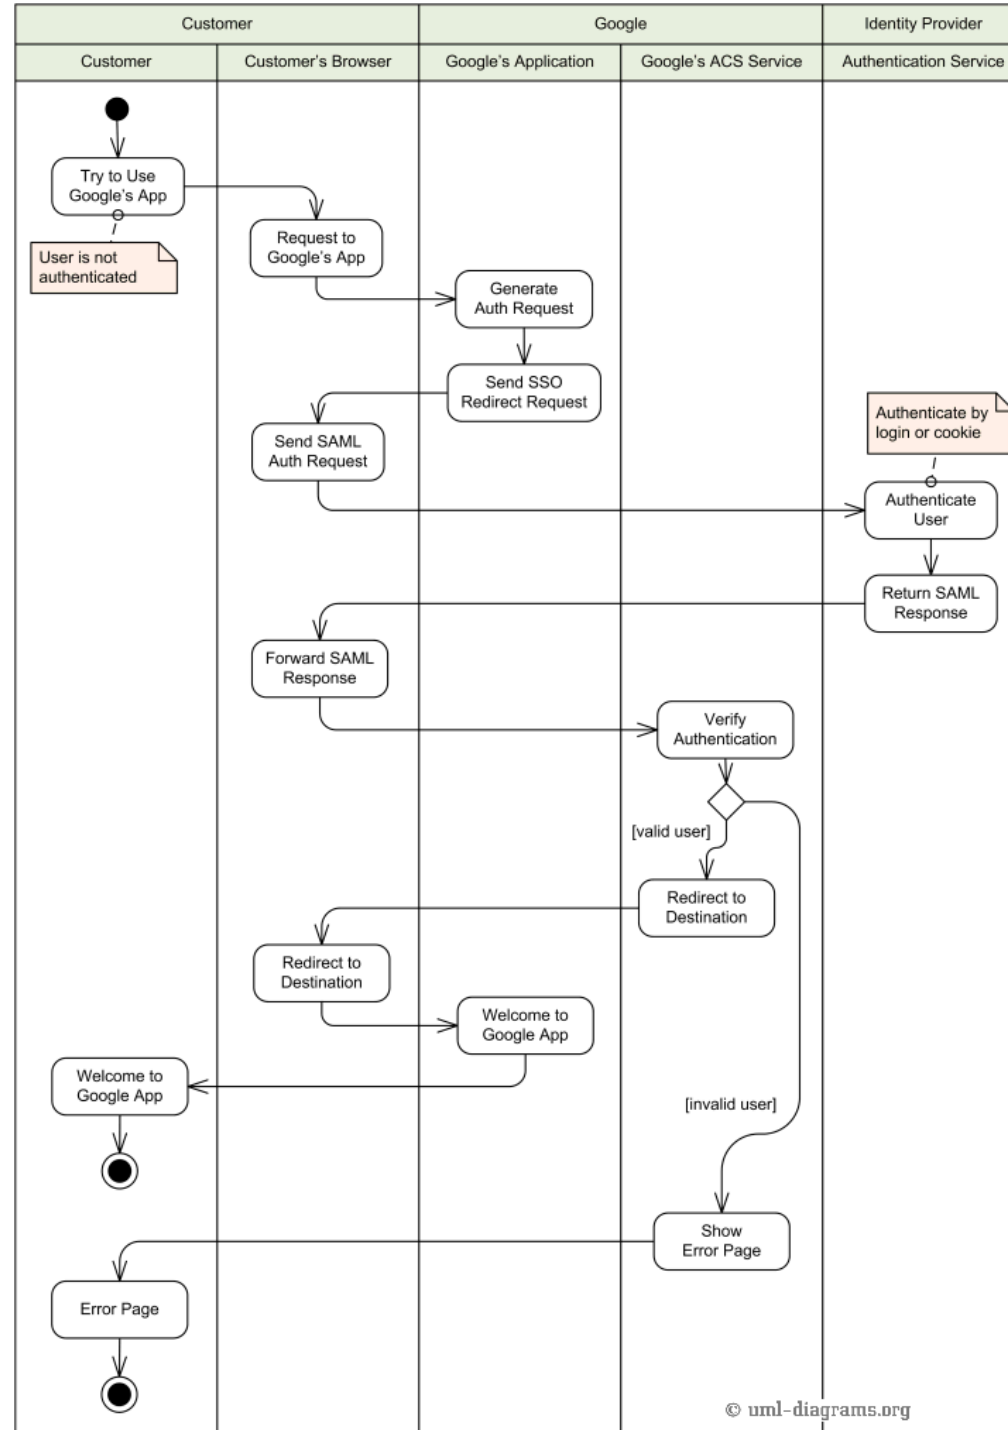 Customer
Google
Identity Provider
Customer
Customer's Browser
Google's Application
Google's ACS Service
Authentication Service
Try to Use
Google's App
User is not
authenticated
Request to
Google's App
Generate
Auth Request
Send SSO
Redirect Request
Send SAML
Auth Request
Authenticate by
login or cookie
Authenticate
User
Return SAML
Response
Forward SAML
Response
Verify
Authentication
[valid user]
Redirect to
Destination
Redirect to
Destination
Welcome to
Google App
Welcome to
Google App
[invalid user]
Show
Error Page
Error Page
© uml-diagrams.org